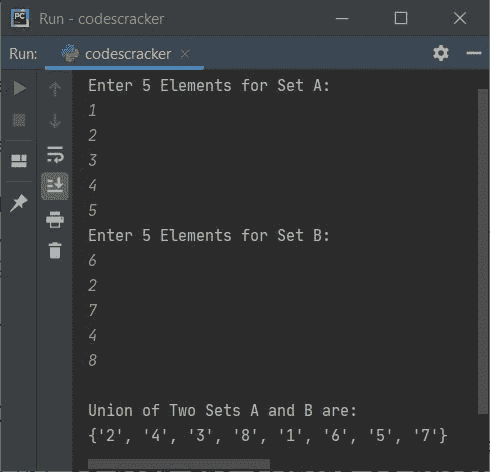 PC Run - codescracker
Run: codescracker
Enter 5 Elements for Set A:
1
2
3
4
5
Enter 5 Elements for Set B:
6
2
7
4
8
Union of Two Sets A and B are:
{'2', '4', '3', '8', '1', '6', '5', '7'}